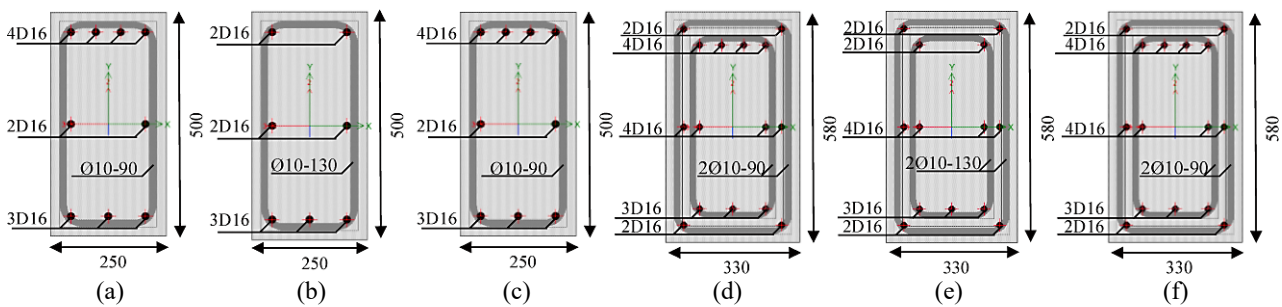 4D16
2D16
Ø10-90
3D16
500
250
(a)
Y
2D16
2D16
Ø10-130
3D16
X
500
250
(b)
Y
4D16
2D16
Ø10-90
3D16
X
500
250
(c)
Y
2D16
4D16
4D16
2Ø10-90
3D16
2D16
X
580
330
(d)
Y
2D16
2D16
4D16
2Ø10-130
3D16
2D16
X
580
330
(e)
Y
2D16
4D16
4D16
2Ø10-90
3D16
2D16
X
580
330
(f)
Y
X